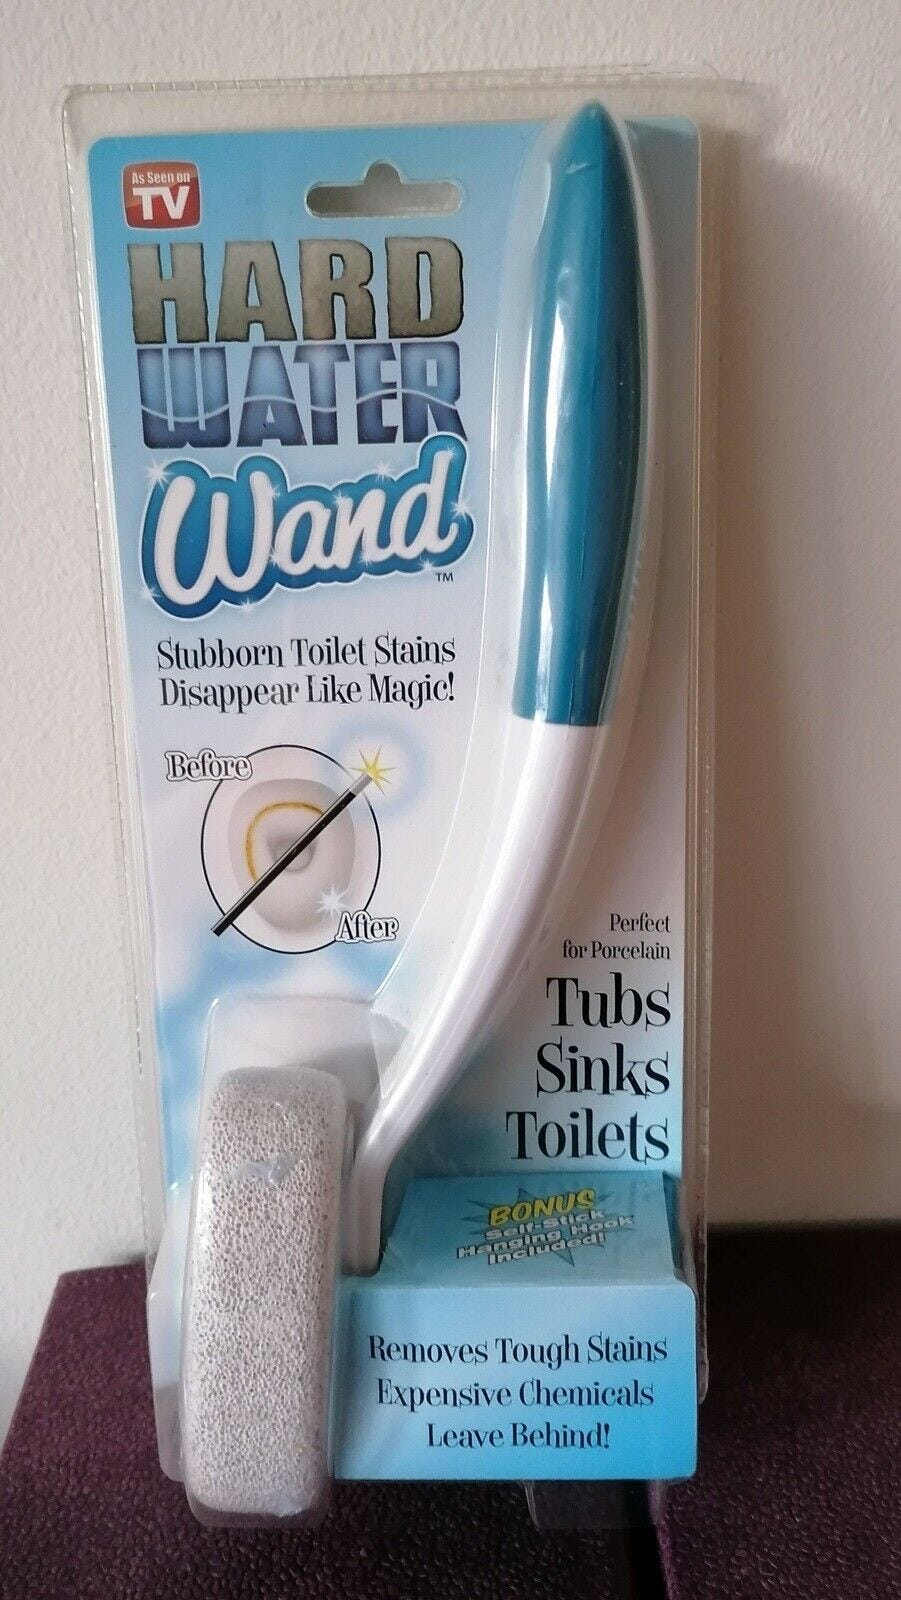 As Seen on
TV
HARD
WATER
Wand
TM
Stubborn Toilet Stains
Disappear Like Magic!
Before
After
Perfect
for Porcelain
Tubs
Sinks
Toilets
BONUS
Self-Stick
Hanging Hook
Included!
Removes Tough Stains
Expensive Chemicals
Leave Behind!